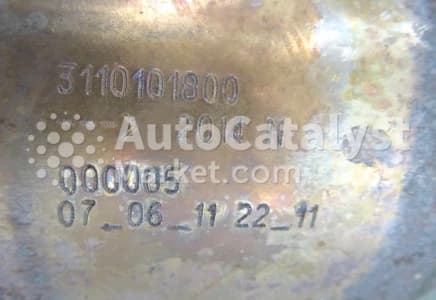 3110101800
AutoCatalyst
Market.com
000005
07_06_11 22_11